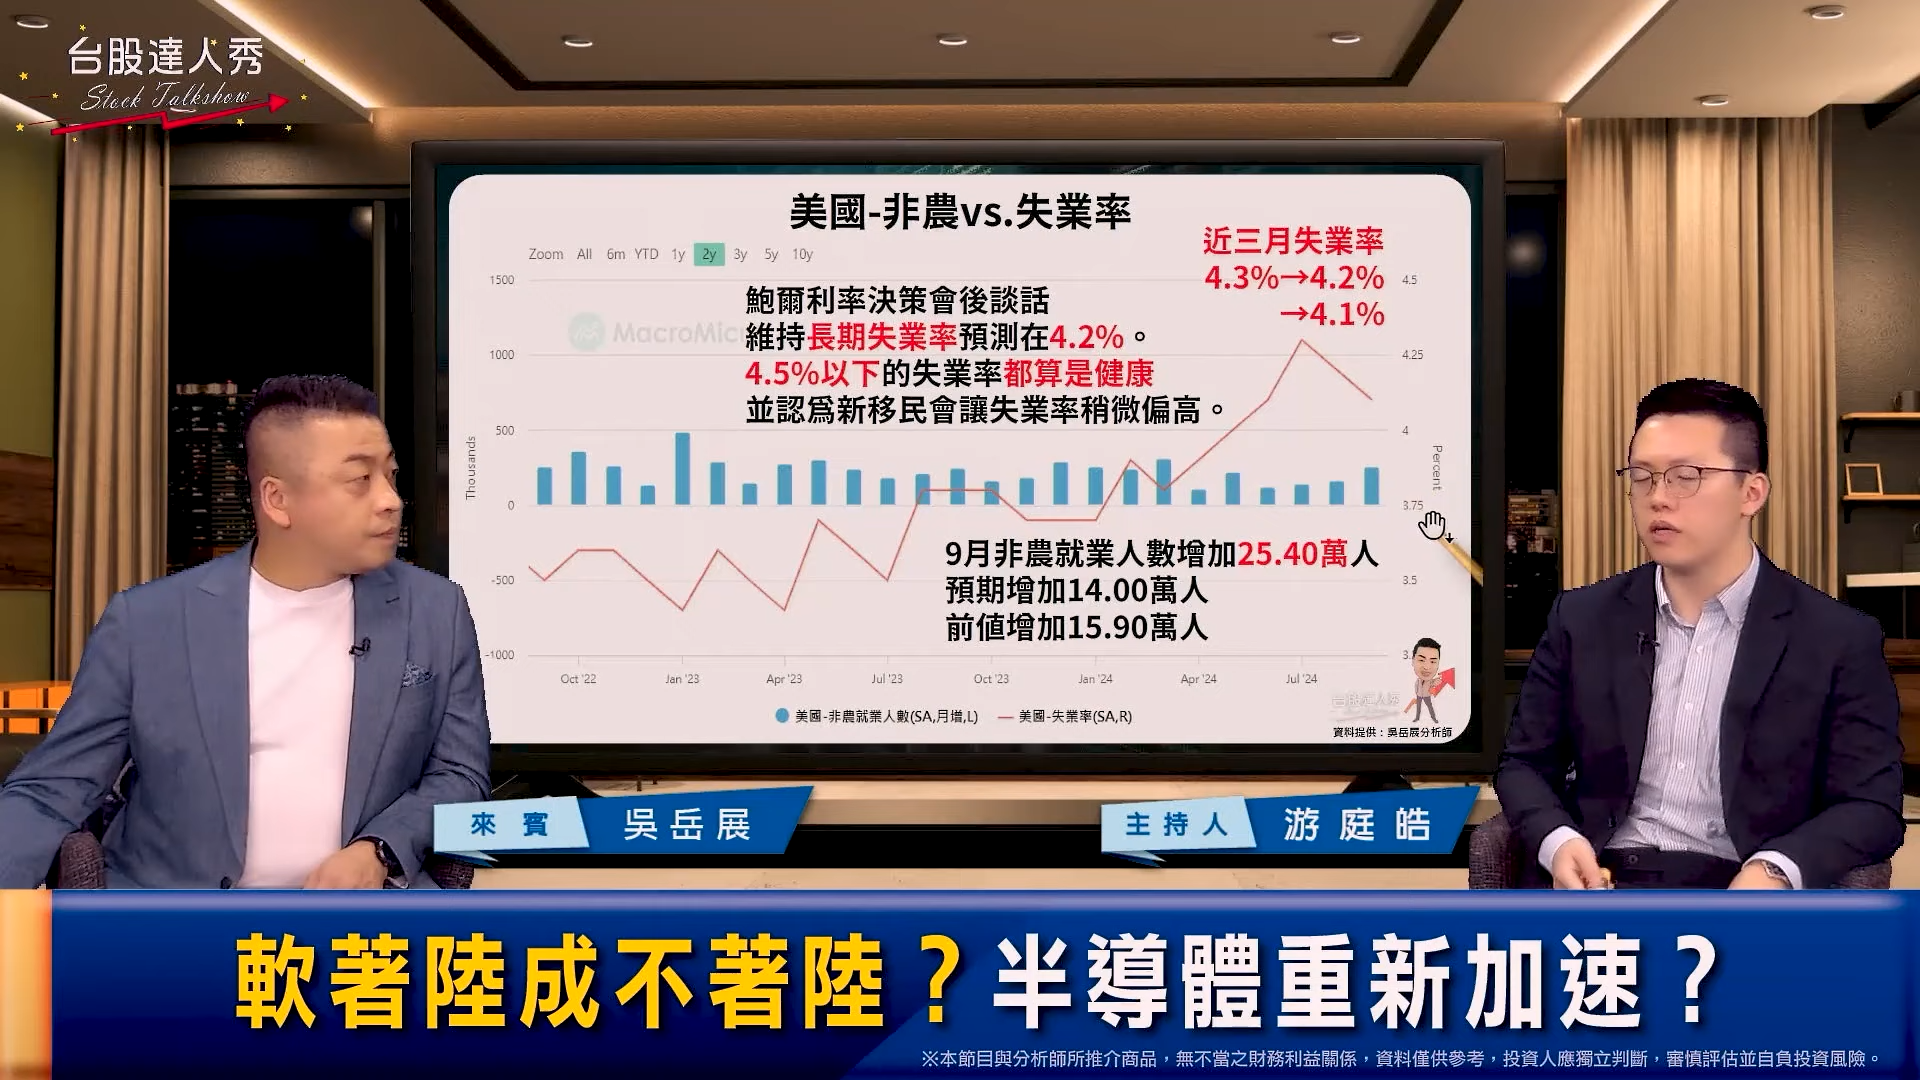 台股達人秀
Stock Talkshow
美國-非農vs.失業率
近三月失業率
4.3%→4.2%
→4.1%
Zoom All 6m YTD 1y 2y 3y 5y 10y
鮑爾利率決策會後談話
維持長期失業率預測在4.2%。
4.5%以下的失業率都算是健康
並認為新移民會讓失業率稍微偏高。
1500
1000
500
0
-500
-1000
Thousands
4.5
4.25
4
3.75
3.5
Percent
9月非農就業人數增加25.40萬人
預期增加14.00萬人
前值增加15.90萬人
Oct '22 Jan '23 Apr '23 Jul '23 Oct '23 Jan '24 Apr '24 Jul '24
美國-非農就業人數(SA,月增,L) 美國-失業率(SA,R)
台股達人秀
資料提供：吳岳展分析師
來賓 吳岳展
主持人 游庭皓
軟著陸成不著陸？半導體重新加速？
※本節目與分析師所推介商品，無不當之財務利益關係，資料僅供參考，投資人應獨立判斷，審慎評估並自負投資風險。